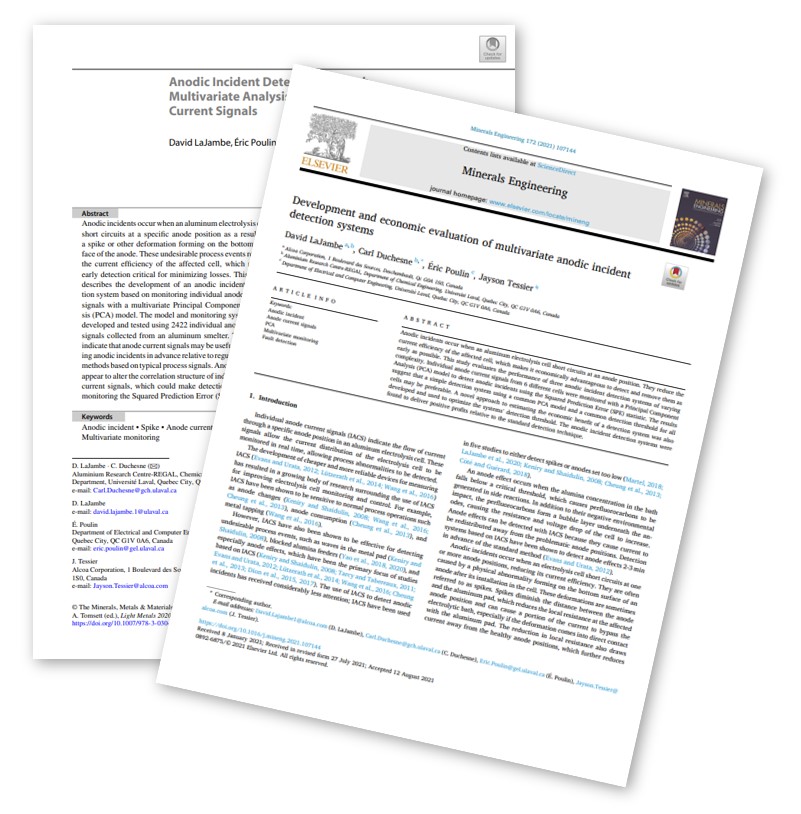 Check for
updates
Anodic Incident Dete
Multivariate Analysis
Current Signals
David LaJambe, Éric Poulin
Abstract
Anodic incidents occur when an aluminum electrolysis
short circuits at a specific anode position as a resul
a spike or other deformation forming on the bottom
face of the anode. These undesirable process events r
the current efficiency of the affected cell, which
early detection critical for minimizing losses. This
describes the development of an anodic incident
tion system based on monitoring individual anode
signals with a multivariate Principal Componen
sis (PCA) model. The model and monitoring sy
developed and tested using 2422 individual anc
signals collected from an aluminum smelter.
indicate that anode current signals may be usefu
ing anodic incidents in advance relative to regu
methods based on typical process signals. Ano
appear to alter the correlation structure of ind
current signals, which could make detectio
monitoring the Squared Prediction Error (
Keywords
Anodic incident • Spike • Anode current
Multivariate monitoring
D. LaJambe · C. Duchesne (✉)
Aluminium Research Centre-REGAL, Chemic
Department, Université Laval, Quebec City, Q
e-mail: Carl.Duchesne@gch.ulaval.ca
D. LaJambe
e-mail: david.lajambe.1@ulaval.ca
É. Poulin
Department of Electrical and Computer En
Quebec City, QC G1V 0A6, Canada
e-mail: eric.poulin@gel.ulaval.ca
J. Tessier
Alcoa Corporation, 1 Boulevard des So
1S0, Canada
e-mail: Jayson.Tessier@alcoa.com
© The Minerals, Metals & Materials
A. Tomsett (ed.), Light Metals 2020
https://doi.org/10.1007/978-3-030-
Minerals Engineering 172 (2021) 107144
Contents lists available at ScienceDirect
Minerals Engineering
journal homepage: www.elsevier.com/locate/mineng
ELSEVIER
MINERALS
ENGINEERING
Development and economic evaluation of multivariate anodic incident
detection systems
David LaJambe a,b, Carl Duchesne b,*, Éric Poulin c, Jayson Tessier a
a Alcoa Corporation, 1 Boulevard des Sources, Deschambault, Qc G0A 1S0, Canada
b Aluminium Research Centre-REGAL, Department of Chemical Engineering, Université Laval, Quebec City, QC G1V 0A6, Canada
c Department of Electrical and Computer Engineering, Université Laval, Quebec City, QC G1V 0A6, Canada
ARTICLE INFO
Keywords:
Anodic incident
Anode current signals
PCA
Multivariate monitoring
Fault detection
ABSTRACT
Anodic incidents occur when an aluminum electrolysis cell short circuits at an anode position. They reduce the
current efficiency of the affected cell, which makes it economically advantageous to detect and remove them as
early as possible. This study evaluates the performance of three anodic incident detection systems of varying
complexity. Individual anode current signals from 6 different cells were monitored with a Principal Component
Analysis (PCA) model to detect anodic incidents using the Squared Prediction Error (SPE) statistic. The results
suggest that a simple detection system using a common PCA model and a common detection threshold for all
cells may be preferable. A novel approach to estimating the economic benefit of a detection system was also
developed and used to optimize the systems' detection threshold. The anodic incident detection systems were
found to deliver positive profits relative to the standard detection technique.
1. Introduction
Individual anode current signals (IACS) indicate the flow of current
through a specific anode position in an aluminum electrolysis cell. These
signals allow the current distribution of the electrolysis cell to be
monitored in real time, allowing process abnormalities to be detected.
The development of cheaper and more reliable devices for measuring
IACS (Evans and Urata, 2012; Lützerath et al., 2014; Wang et al., 2016)
has resulted in a growing body of research surrounding the use of IACS
for improving electrolysis cell monitoring and control. For example,
IACS have been shown to be sensitive to normal process operations such
as anode changes (Keniry and Shaidulin, 2008; Wang et al., 2016;
Cheung et al., 2013), anode consumption (Cheung et al., 2017), and
metal tapping (Wang et al., 2016).
However, IACS have also been shown to be effective for detecting
undesirable process events, such as waves in the metal pad (Keniry and
Shaidulin, 2008), blocked alumina feeders (Yao et al., 2018, 2020), and
especially anode effects, which have been the primary focus of studies
based on IACS (Keniry and Shaidulin, 2008; Tarcy and Taberaux, 2011;
Evans and Urata, 2012; Lützerath et al., 2014; Wang et al., 2016; Cheung
et al., 2013; Dion et al., 2015, 2017). The use of IACS to detect anodic
incidents has received considerably less attention; IACS have been used
in five studies to either detect spikes or anodes set too low (Martel, 2018;
LaJambe et al., 2020; Keniry and Shaidulin, 2008; Cheung et al., 2013;
Côté and Guérard, 2018).
An anode effect occurs when the alumina concentration in the bath
falls below a critical threshold, which causes perfluorocarbons to be
generated in side reactions. In addition to their negative environmental
impact, the perfluorocarbons form a bubble layer underneath the an-
odes, causing the resistance and voltage drop of the cell to increase.
Anode effects can be detected with IACS because they cause current to
be redistributed away from the problematic anode positions. Detection
systems based on IACS have been shown to detect anode effects 2-3 min
in advance of the standard method (Evans and Urata, 2012).
Anodic incidents occur when an electrolysis cell short circuits at one
or more anode positions, reducing its current efficiency. They are often
caused by a physical abnormality forming on the bottom surface of an
anode after its installation in the cell. These deformations are sometimes
referred to as spikes. Spikes diminish the distance between the anode
and the aluminum pad, which reduces the local resistance at the affected
anode position and can cause a portion of the current to bypass the
electrolytic bath, especially if the deformation comes into direct contact
with the aluminum pad. The reduction in local resistance also draws
current away from the healthy anode positions, which further reduces
* Corresponding author.
E-mail addresses: David.LaJambe1@alcoa.com (D. LaJambe), Carl.Duchesne@gch.ulaval.ca (C. Duchesne), Eric.Poulin@gel.ulaval.ca (É. Poulin), Jayson.Tessier@
alcoa.com (J. Tessier).
https://doi.org/10.1016/j.mineng.2021.107144
Received 8 January 2021; Received in revised form 27 July 2021; Accepted 12 August 2021
0892-6875/© 2021 Elsevier Ltd. All rights reserved.